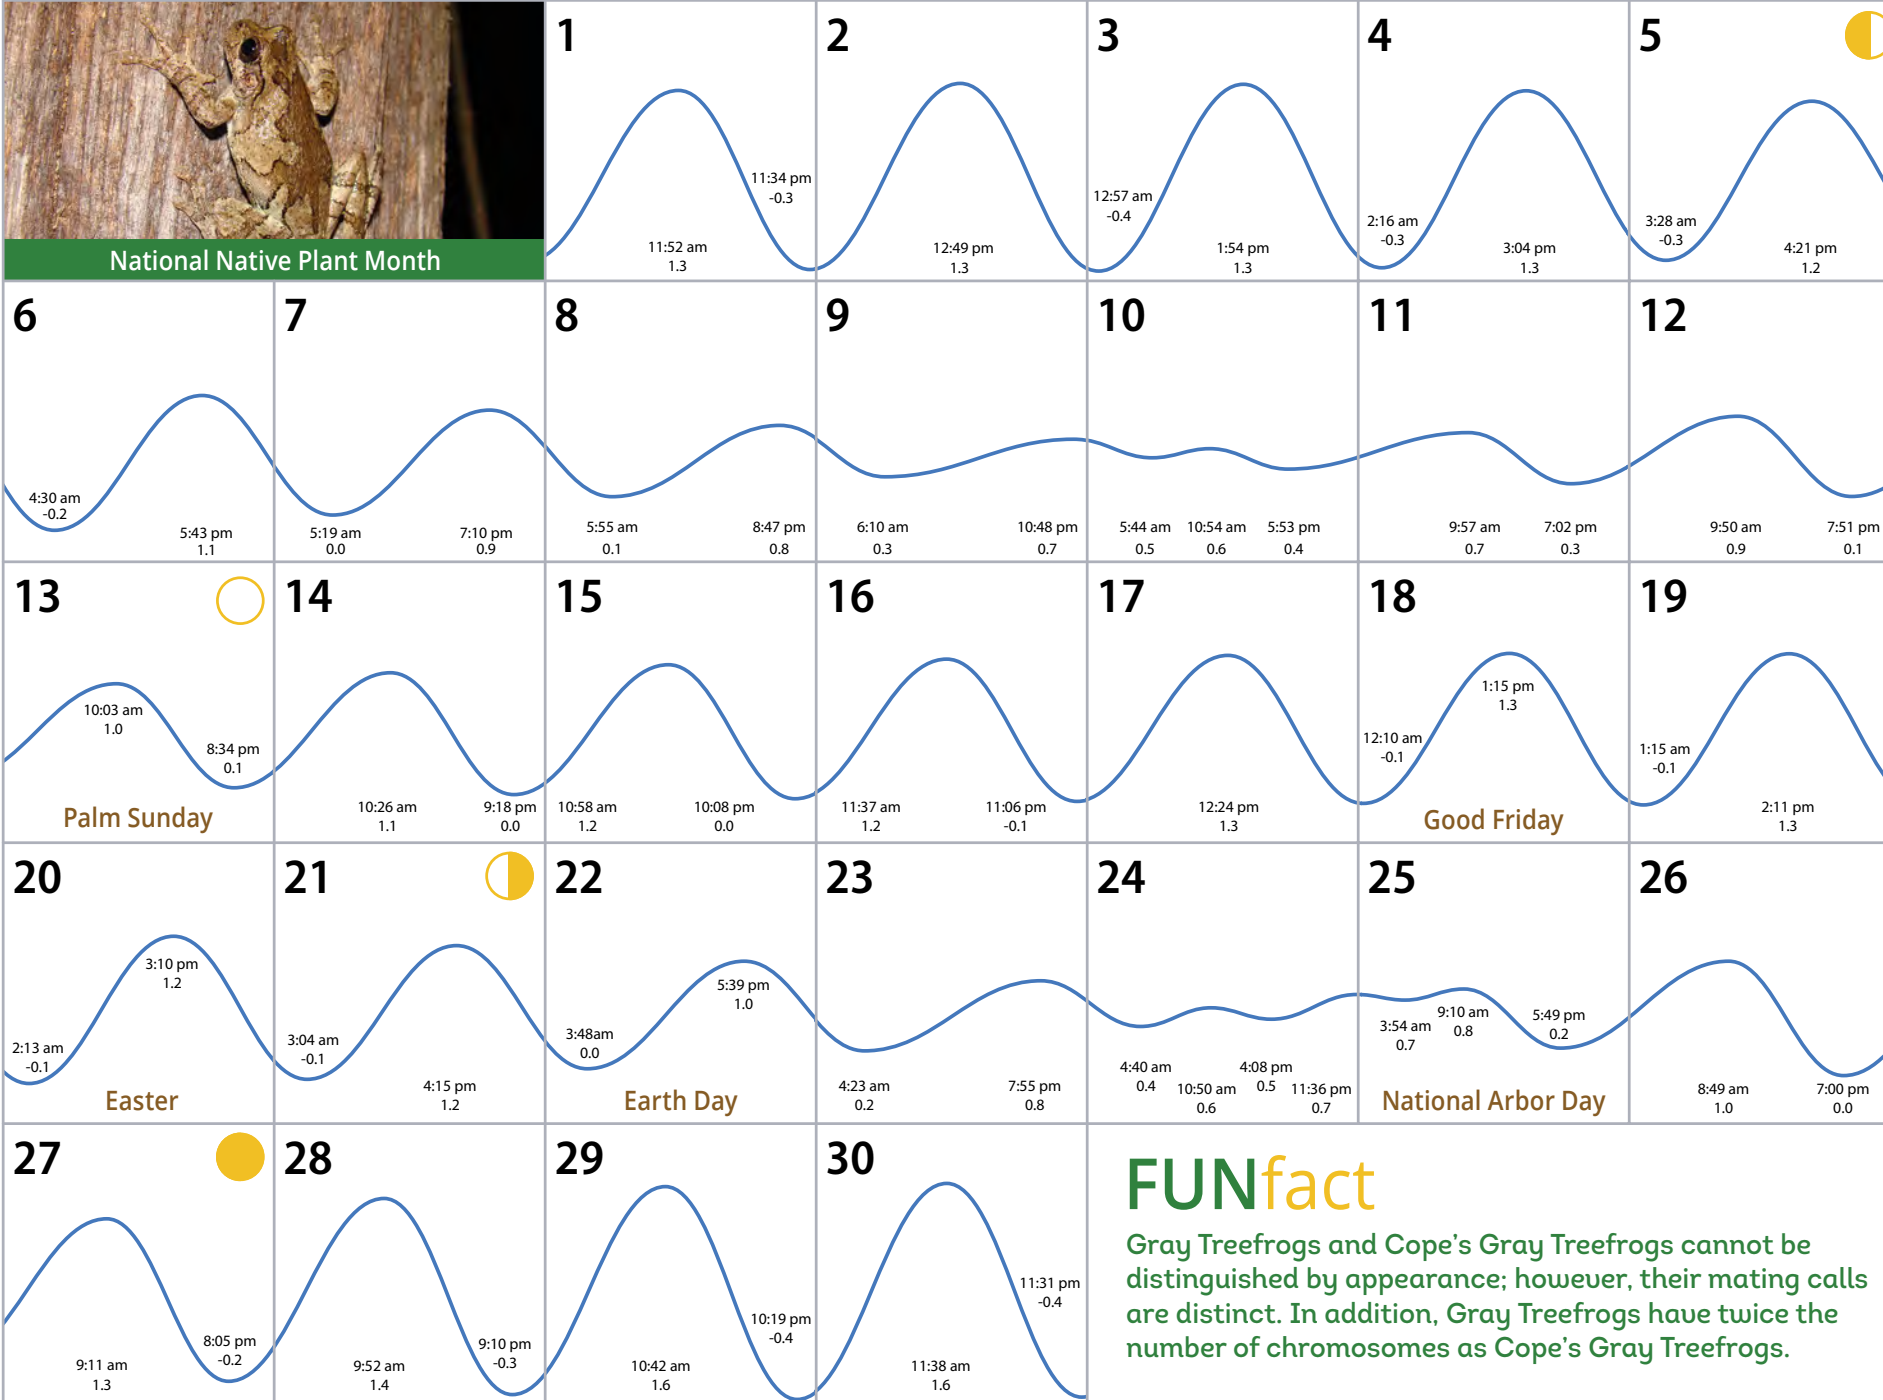 National Native Plant Month
1
11:52 am
1.3
11:34 pm
-0.3
2
12:49 pm
1.3
3
12:57 am
-0.4
1:54 pm
1.3
4
2:16 am
-0.3
3:04 pm
1.3
5
3:28 am
-0.3
4:21 pm
1.2
6
4:30 am
-0.2
5:43 pm
1.1
7
5:19 am
0.0
7:10 pm
0.9
8
5:55 am
0.1
8:47 pm
0.8
9
6:10 am
0.3
10:48 pm
0.7
10
5:44 am
0.5
10:54 am
0.6
5:53 pm
0.4
11
9:57 am
0.7
7:02 pm
0.3
12
9:50 am
0.9
7:51 pm
0.1
13
10:03 am
1.0
8:34 pm
0.1
Palm Sunday
14
10:26 am
1.1
9:18 pm
0.0
15
10:58 am
1.2
10:08 pm
0.0
16
11:37 am
1.2
11:06 pm
-0.1
17
12:24 pm
1.3
18
12:10 am
-0.1
1:15 pm
1.3
Good Friday
19
1:15 am
-0.1
2:11 pm
1.3
20
2:13 am
-0.1
3:10 pm
1.2
Easter
21
3:04 am
-0.1
4:15 pm
1.2
22
3:48am
0.0
5:39 pm
1.0
Earth Day
23
4:23 am
0.2
7:55 pm
0.8
24
4:40 am
0.4
10:50 am
0.6
4:08 pm
0.5
11:36 pm
0.7
25
3:54 am
0.7
9:10 am
0.8
5:49 pm
0.2
National Arbor Day
26
8:49 am
1.0
7:00 pm
0.0
27
9:11 am
1.3
8:05 pm
-0.2
28
9:52 am
1.4
9:10 pm
-0.3
29
10:42 am
1.6
10:19 pm
-0.4
30
11:38 am
1.6
11:31 pm
-0.4
FUNfact
Gray Treefrogs and Cope's Gray Treefrogs cannot be
distinguished by appearance; however, their mating calls
are distinct. In addition, Gray Treefrogs have twice the
number of chromosomes as Cope's Gray Treefrogs.